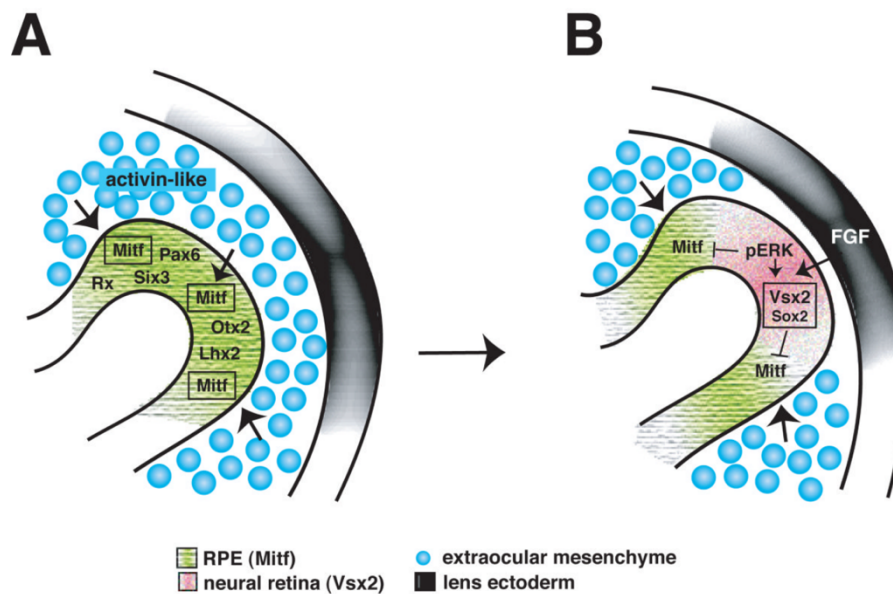 A
B
activin-like
Mitf
Pax6
Rx
Six3
Mitf
Otx2
Lhx2
Mitf
FGF
Mitf
pERK
Vsx2
Sox2
Mitf
RPE (Mitf)
extraocular mesenchyme
neural retina (Vsx2)
lens ectoderm